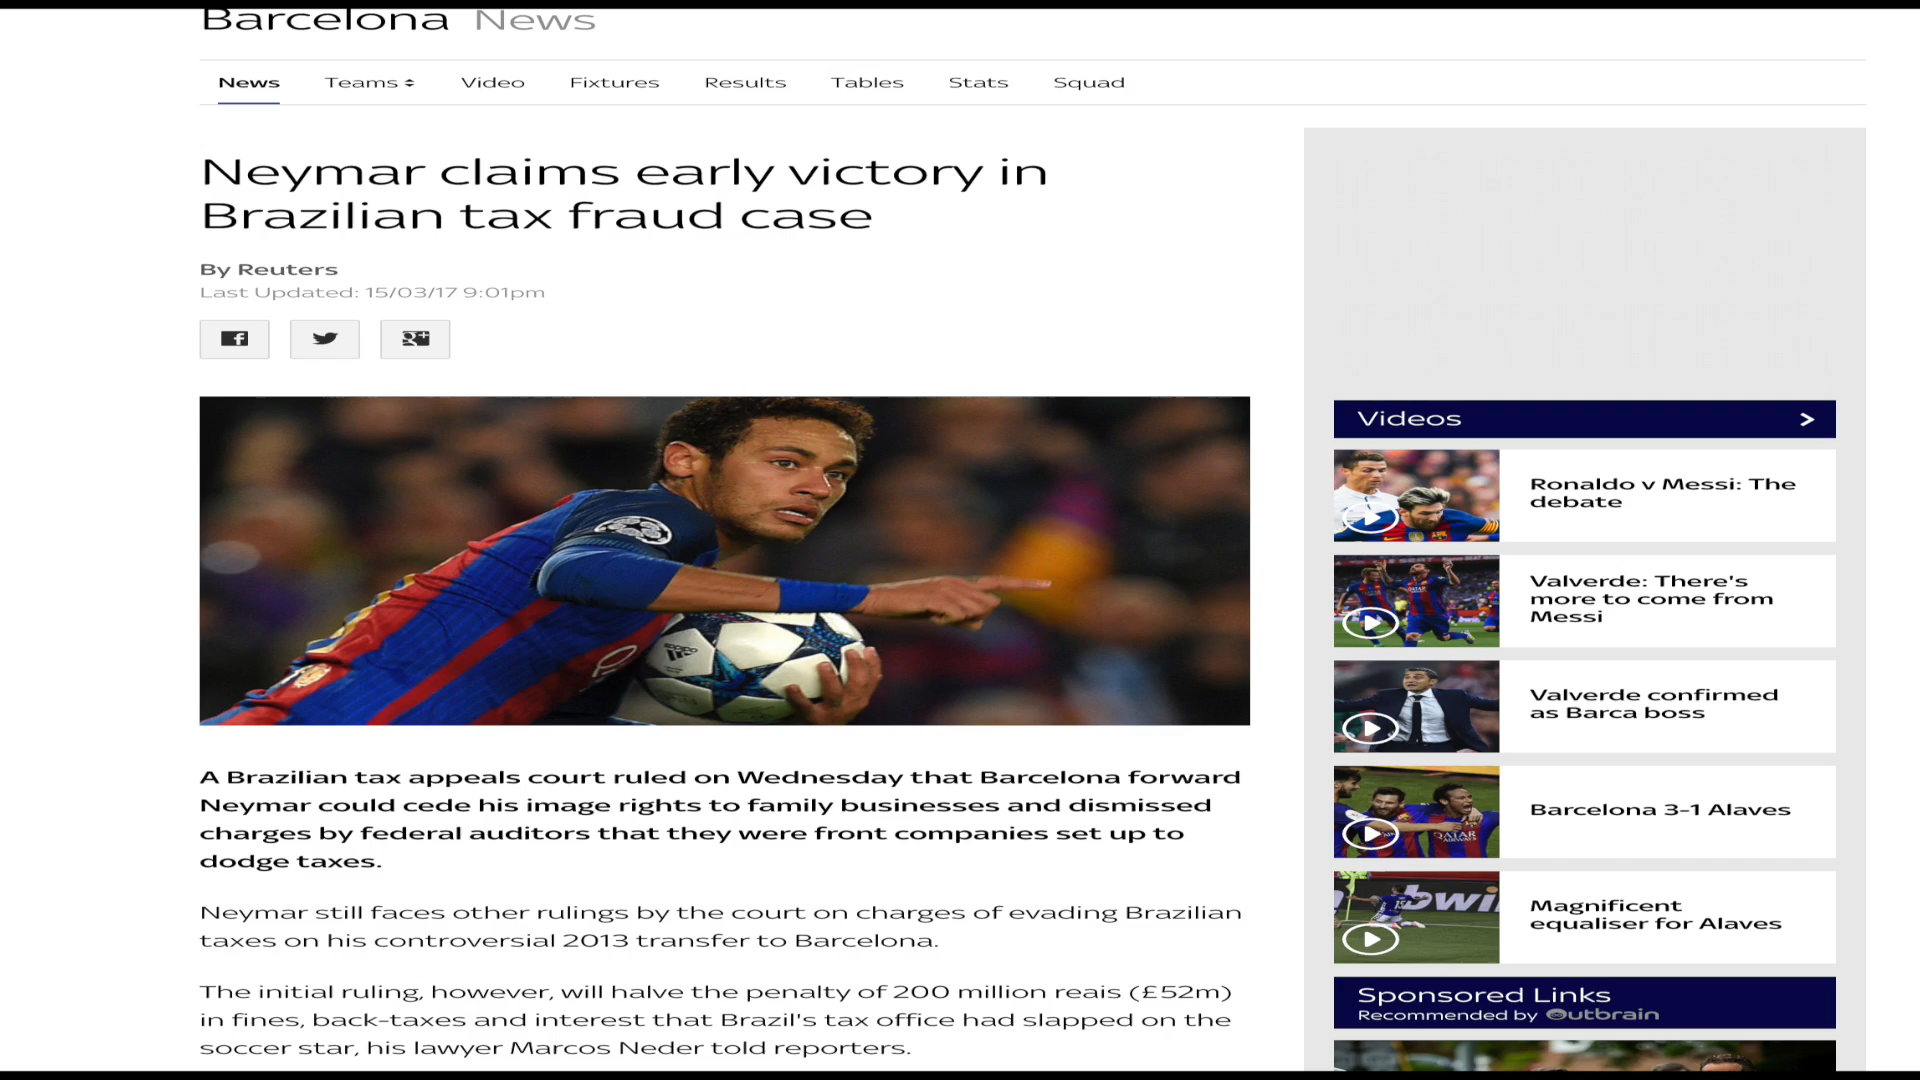 Barcelona News
News Teams Video Fixtures Results Tables Stats Squad
Neymar claims early victory in
Brazilian tax fraud case
By Reuters
Last Updated: 15/03/17 9:01pm
A Brazilian tax appeals court ruled on Wednesday that Barcelona forward
Neymar could cede his image rights to family businesses and dismissed
charges by federal auditors that they were front companies set up to
dodge taxes.
Neymar still faces other rulings by the court on charges of evading Brazilian
taxes on his controversial 2013 transfer to Barcelona.
The initial ruling, however, will halve the penalty of 200 million reais (£52m)
in fines, back-taxes and interest that Brazil's tax office had slapped on the
soccer star, his lawyer Marcos Neder told reporters.
Videos
Ronaldo v Messi: The
debate
Valverde: There's
more to come from
Messi
Valverde confirmed
as Barca boss
QATAR
AIRWAYS
Barcelona 3-1 Alaves
bwi
Magnificent
equaliser for Alaves
Sponsored Links
Recommended by Outbrain